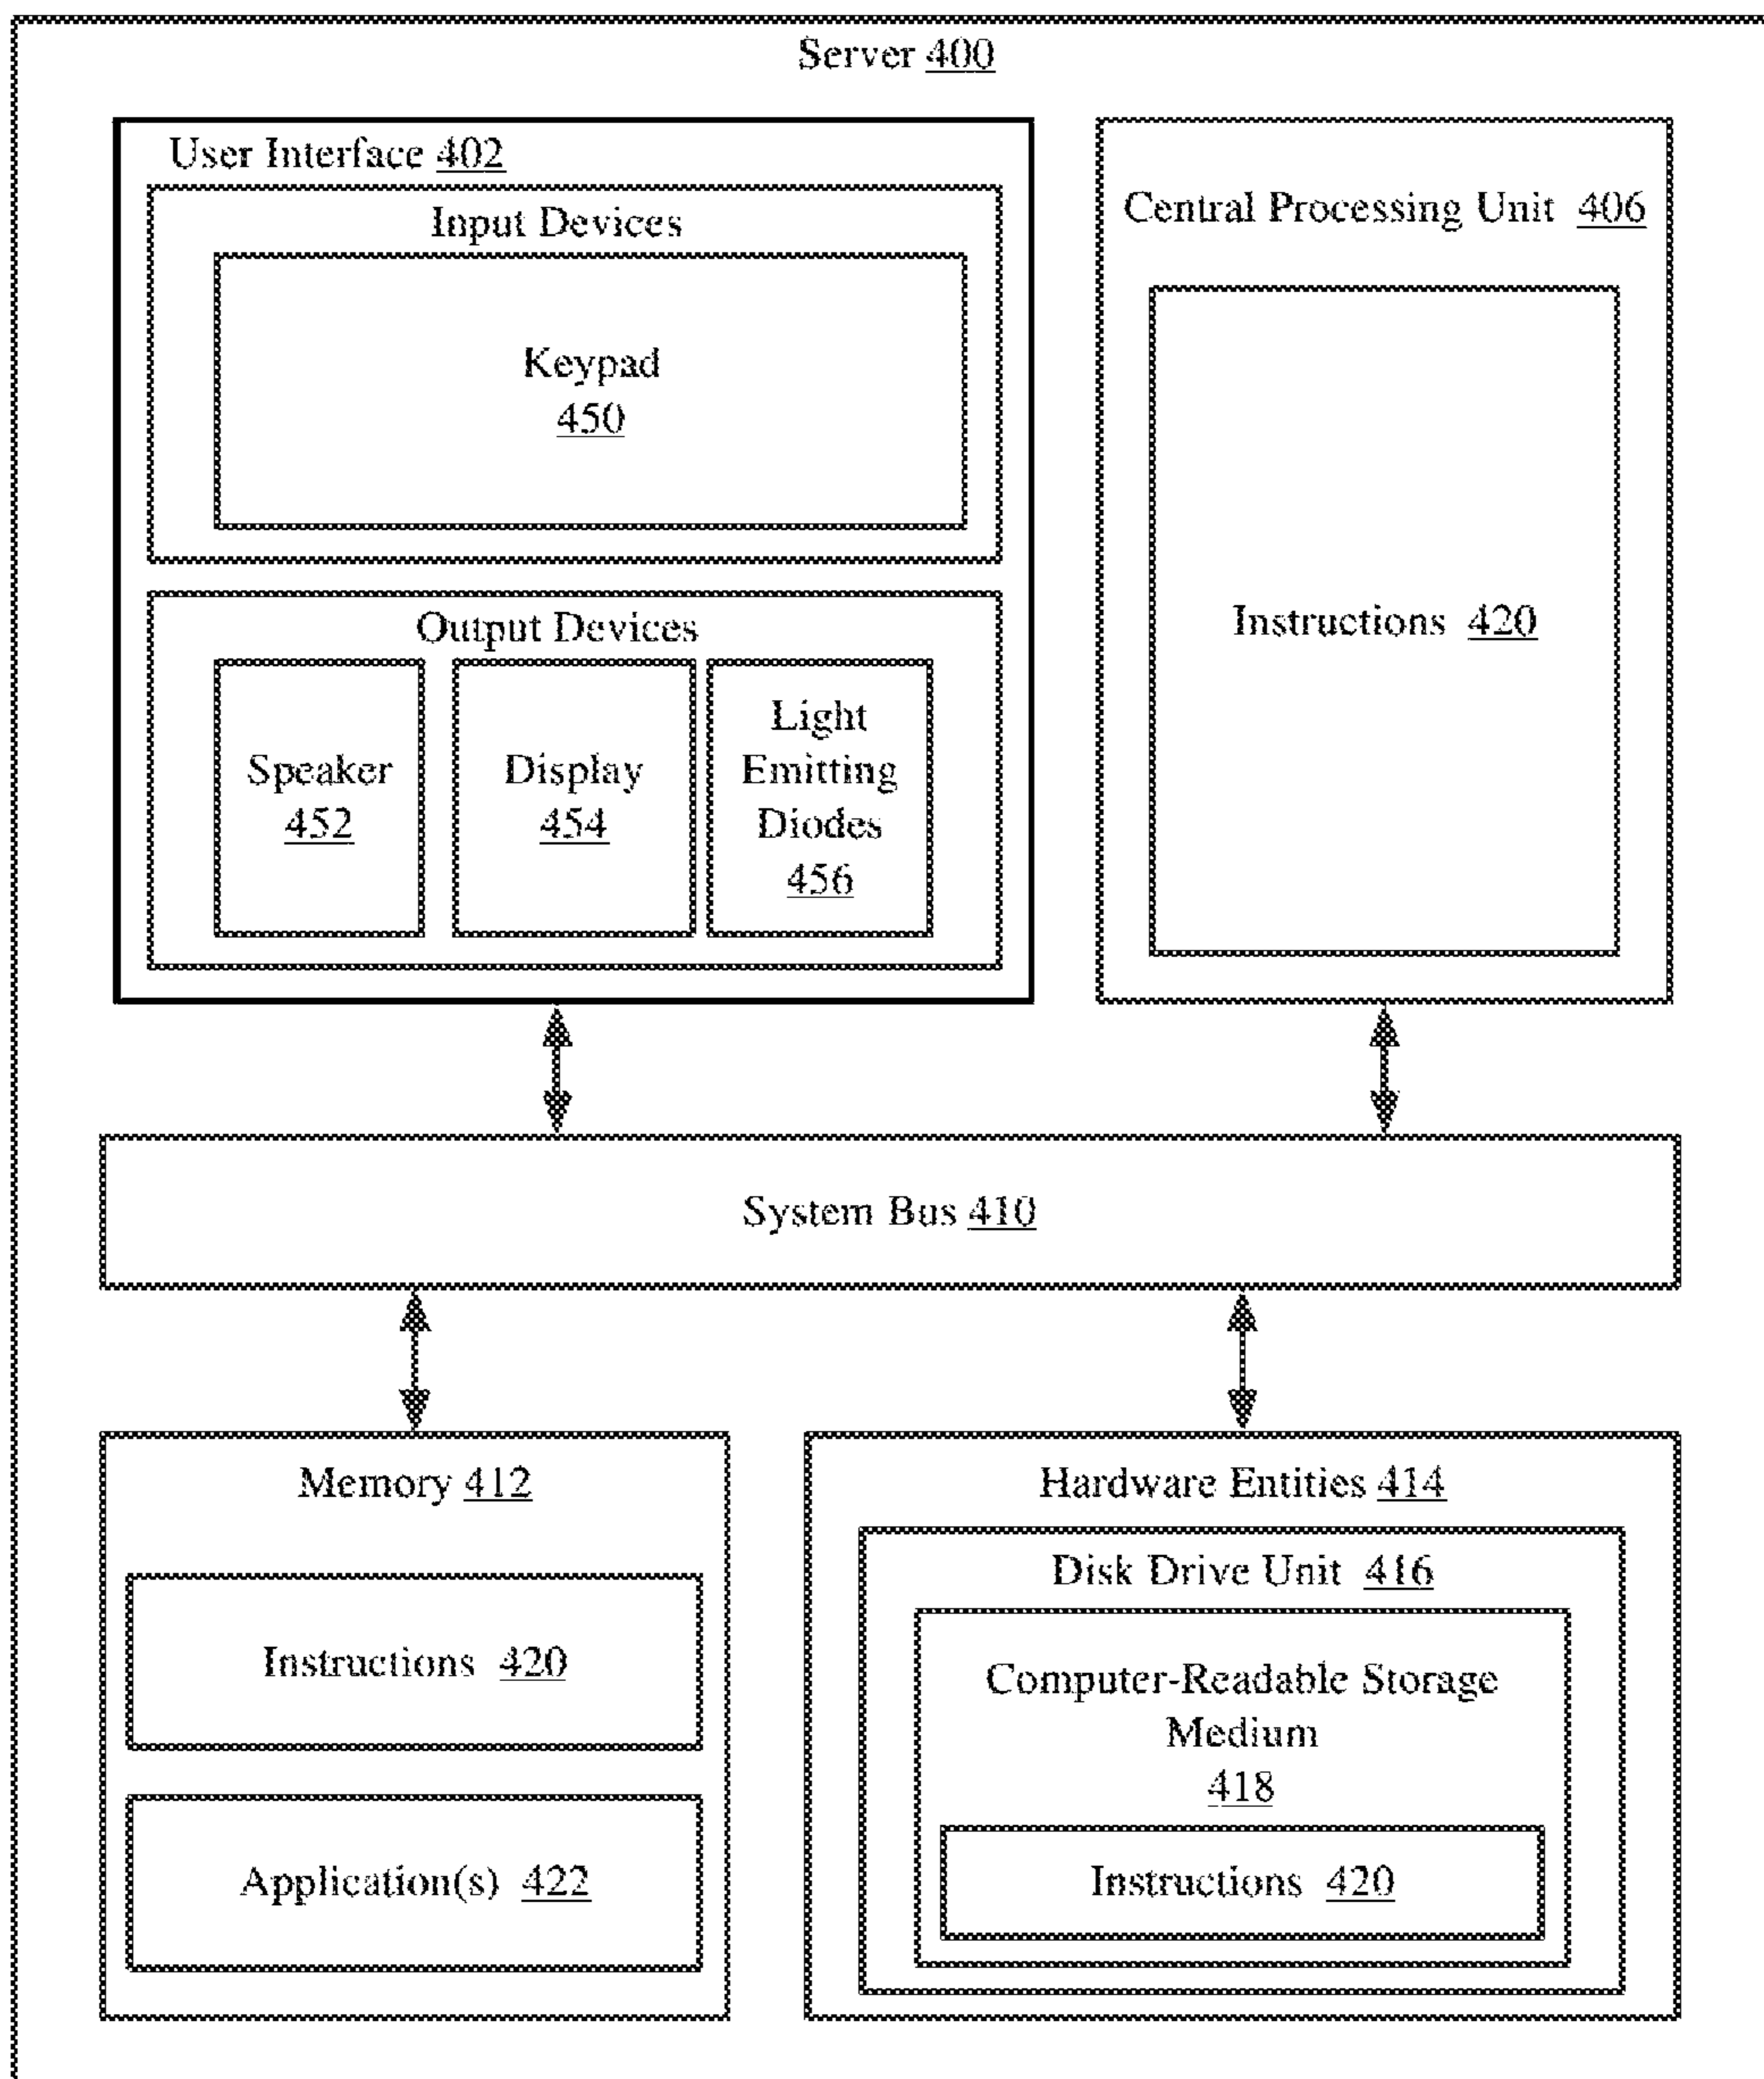 Server 400
User Interface 402
Input Devices
Keypad
450
Output Devices
Speaker
452
Display
454
Light
Emitting
Diodes
456
Central Processing Unit 406
Instructions 420
System Bus 410
Memory 412
Instructions 420
Application(s) 422
Hardware Entities 414
Disk Drive Unit 416
Computer-Readable Storage
Medium
418
Instructions 420